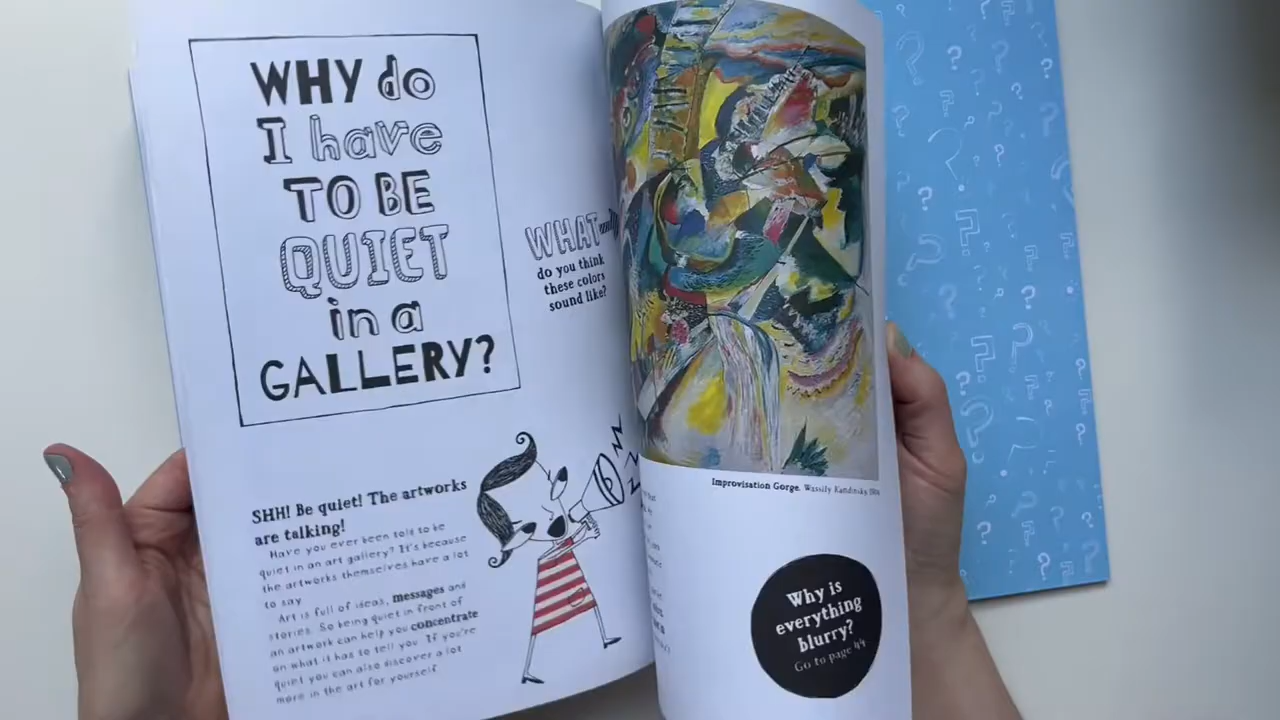 WHY do
I have
TO BE
QUIET
in a
GALLERY?
SHH! Be quiet! The artworks
are talking!
Have you ever been told to be
quiet in an art gallery? It's because
the artworks themselves have a lot
to say
Art is full of ideas, messages and
stories. So being quiet in front of
an artwork can help you concentrate
on what it has to tell you. If you're
quiet you can also discover a lot
more in the art for yourself
WHAT
do you think
these colors
sound like?
Improvisation Gorge, Wassily Kandinsky,
Why is
everything
blurry?
Go to page 44